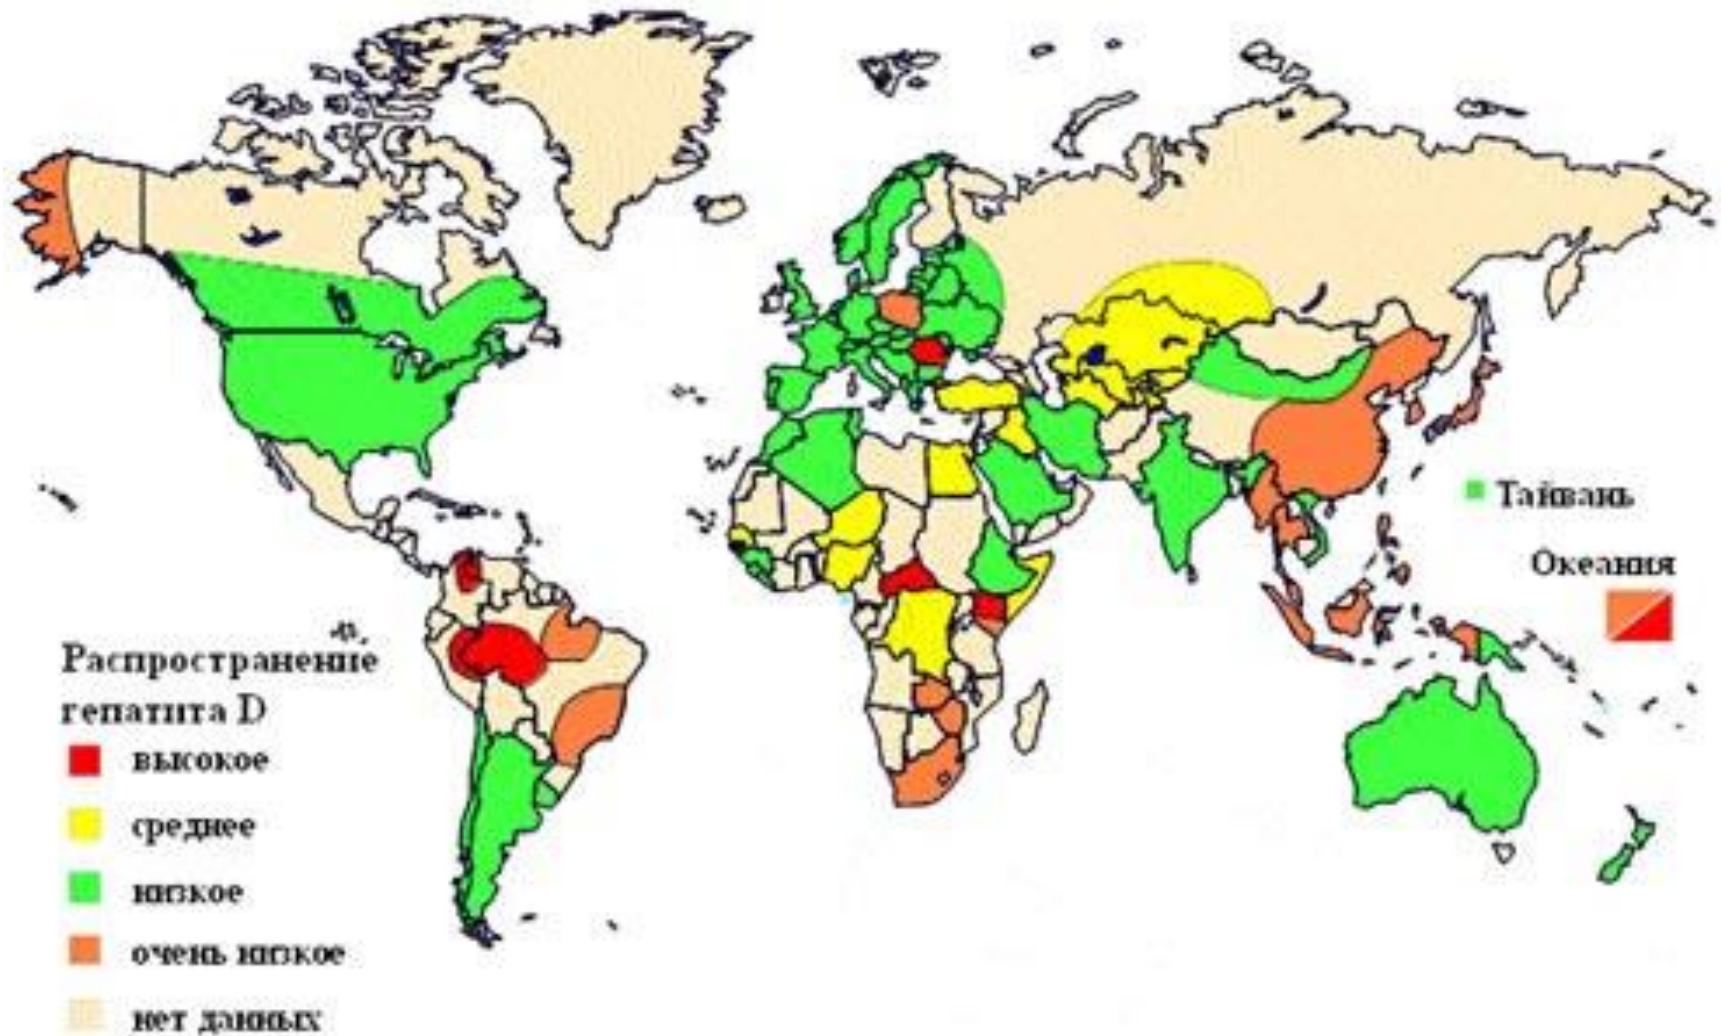 Тайвань
Океания
Распространение
гепатита D
высокое
среднее
низкое
очень низкое
нет данных